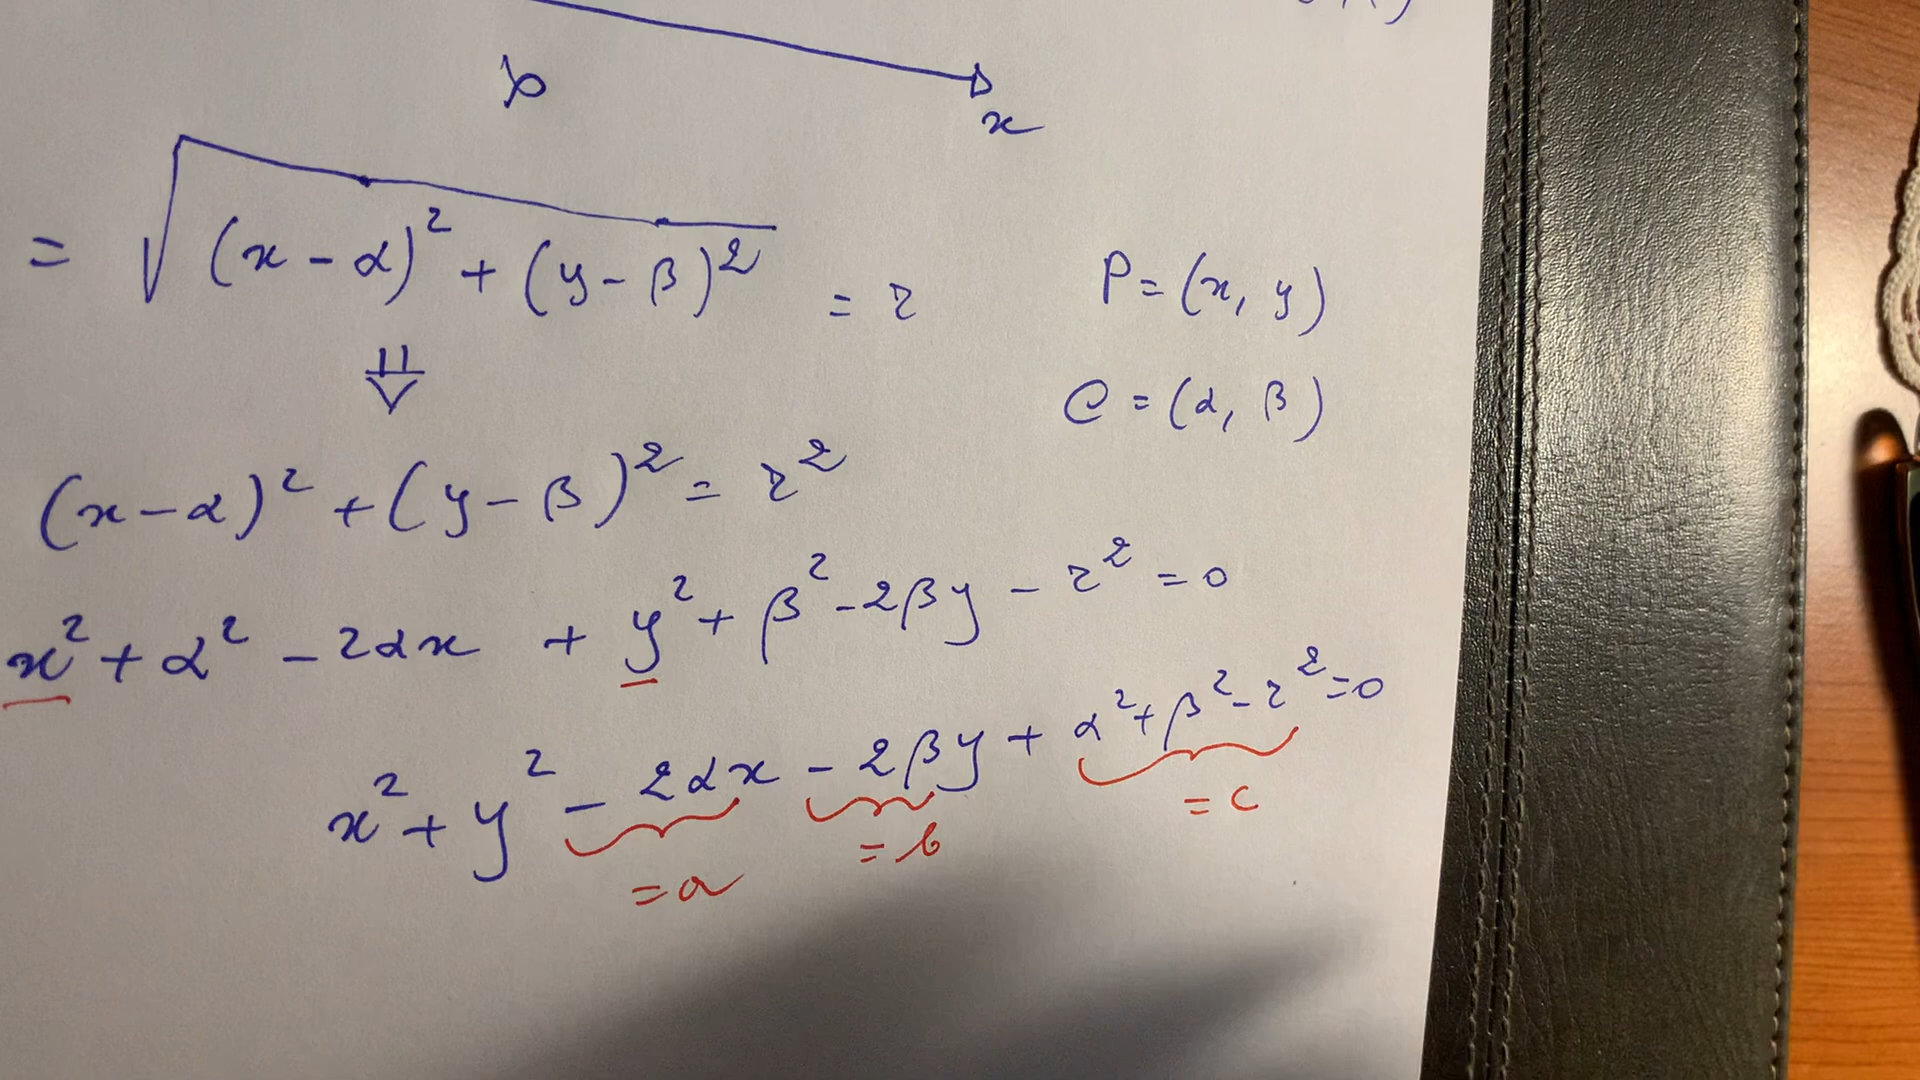 x
= √((x - α)² + (y - β)²) = r
P = (x, y)
C = (α, β)
⇓
(x - α)² + (y - β)² = r²
x² + α² - 2αx + y² + β² - 2βy - r² = 0
x² + y² - 2αx - 2βy + α² + β² - r² = 0
= a = b = c